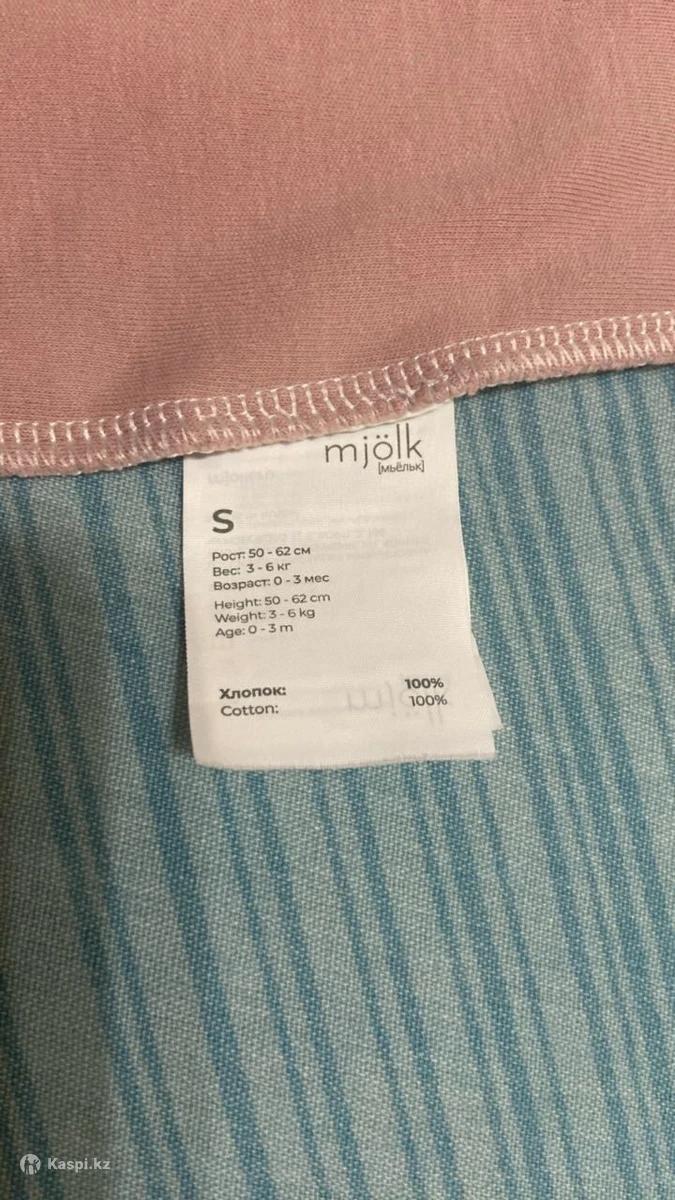 mjölk
[мьёльк]
S
Рост: 50 - 62 см
Вес: 3 - 6 кг
Возраст: 0 - 3 мес
Height: 50 - 62 cm
Weight: 3 - 6 kg
Age: 0 - 3 m
Хлопок: 100%
Cotton: 100%
Kaspi.kz